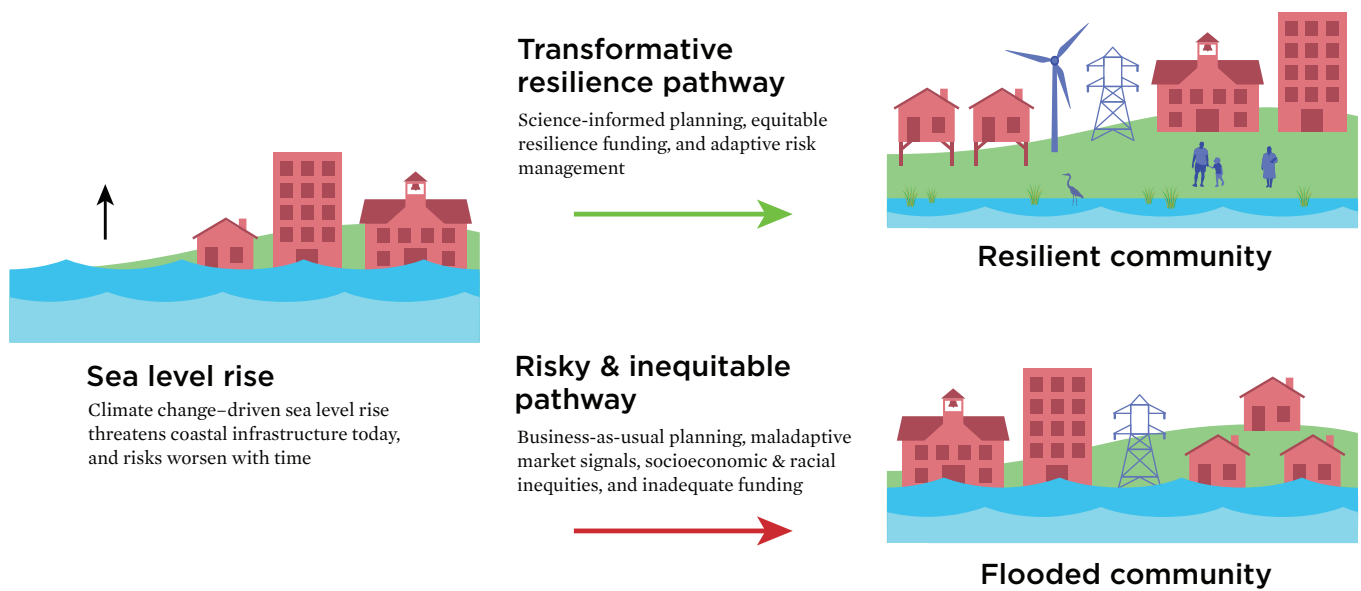 Sea level rise
Climate change–driven sea level rise
threatens coastal infrastructure today,
and risks worsen with time
Transformative
resilience pathway
Science-informed planning, equitable
resilience funding, and adaptive risk
management
Resilient community
Risky & inequitable
pathway
Business-as-usual planning, maladaptive
market signals, socioeconomic & racial
inequities, and inadequate funding
Flooded community